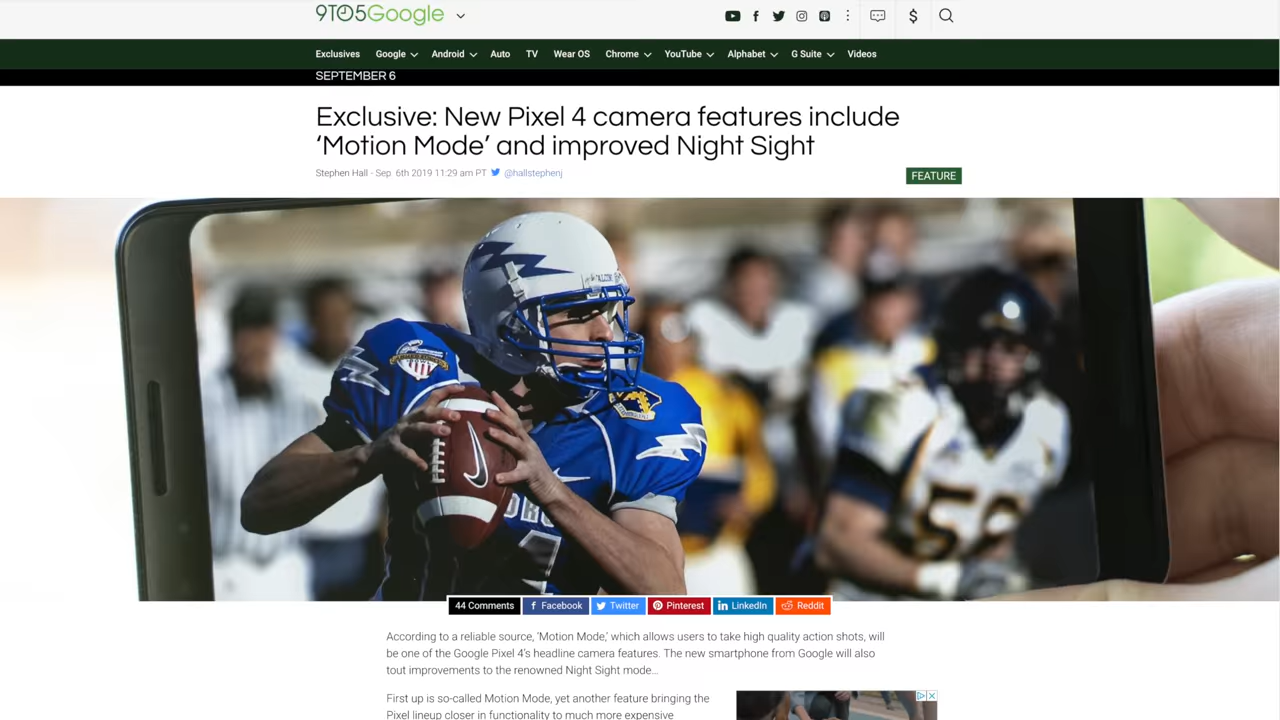 9TO5Google
Exclusives Google Android Auto TV Wear OS Chrome YouTube Alphabet G Suite Videos
SEPTEMBER 6
Exclusive: New Pixel 4 camera features include
‘Motion Mode’ and improved Night Sight
Stephen Hall - Sep. 6th 2019 11:29 am PT @hallstephenj
FEATURE
52
44 Comments Facebook Twitter Pinterest LinkedIn Reddit
According to a reliable source, ‘Motion Mode,’ which allows users to take high quality action shots, will
be one of the Google Pixel 4’s headline camera features. The new smartphone from Google will also
tout improvements to the renowned Night Sight mode…
First up is so-called Motion Mode, yet another feature bringing the
Pixel lineup closer in functionality to much more expensive